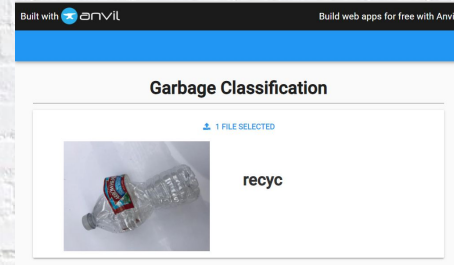 Built with anvil
Build web apps for free with Anvi
Garbage Classification
1 FILE SELECTED
recyc